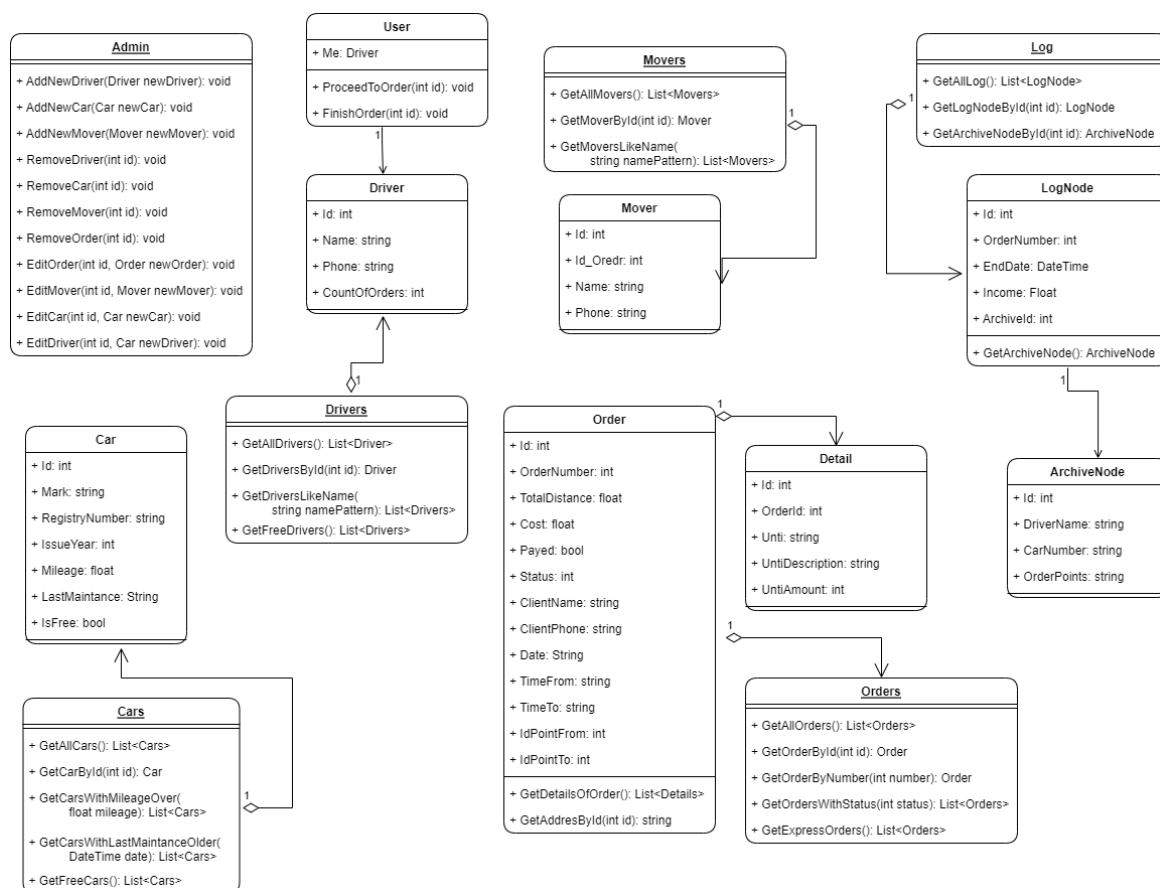 Admin
+ AddNewDriver(Driver newDriver): void
+ AddNewCar(Car newCar): void
+ AddNewMover(Mover newMover): void
+ RemoveDriver(int id): void
+ RemoveCar(int id): void
+ RemoveMover(int id): void
+ RemoveOrder(int id): void
+ EditOrder(int id, Order newOrder): void
+ EditMover(int id, Mover newMover): void
+ EditCar(int id, Car newCar): void
+ EditDriver(int id, Car newDriver): void
User
+ Me: Driver
+ ProceedToOrder(int id): void
+ FinishOrder(int id): void
1
Driver
+ Id: int
+ Name: string
+ Phone: string
+ CountOfOrders: int
1
Drivers
+ GetAllDrivers(): List<Driver>
+ GetDriversById(int id): Driver
+ GetDriversLikeName(
string namePattern): List<Drivers>
+ GetFreeDrivers(): List<Drivers>
Movers
+ GetAllMovers(): List<Movers>
+ GetMoverById(int id): Mover
+ GetMoversLikeName(
string namePattern): List<Movers>
1
Mover
+ Id: int
+ Id_Oredr: int
+ Name: string
+ Phone: string
Log
+ GetAllLog(): List<LogNode>
+ GetLogNodeById(int id): LogNode
+ GetArchiveNodeById(int id): ArchiveNode
1
LogNode
+ Id: int
+ OrderNumber: int
+ EndDate: DateTime
+ Income: Float
+ ArchiveId: int
+ GetArchiveNode(): ArchiveNode
1
ArchiveNode
+ Id: int
+ DriverName: string
+ CarNumber: string
+ OrderPoints: string
Car
+ Id: int
+ Mark: string
+ RegistryNumber: string
+ IssueYear: int
+ Mileage: float
+ LastMaintance: String
+ IsFree: bool
Cars
+ GetAllCars(): List<Cars>
+ GetCarById(int id): Car
+ GetCarsWithMileageOver(
float mileage): List<Cars>
+ GetCarsWithLastMaintanceOlder(
DateTime date): List<Cars>
+ GetFreeCars(): List<Cars>
1
Order
+ Id: int
+ OrderNumber: int
+ TotalDistance: float
+ Cost: float
+ Payed: bool
+ Status: int
+ ClientName: string
+ ClientPhone: string
+ Date: String
+ TimeFrom: string
+ TimeTo: string
+ IdPointFrom: int
+ IdPointTo: int
+ GetDetailsOfOrder(): List<Details>
+ GetAddresById(int id): string
1
Detail
+ Id: int
+ OrderId: int
+ Unti: string
+ UntiDescription: string
+ UntiAmount: int
1
Orders
+ GetAllOrders(): List<Orders>
+ GetOrderById(int id): Order
+ GetOrderByNumber(int number): Order
+ GetOrdersWithStatus(int status): List<Orders>
+ GetExpressOrders(): List<Orders>